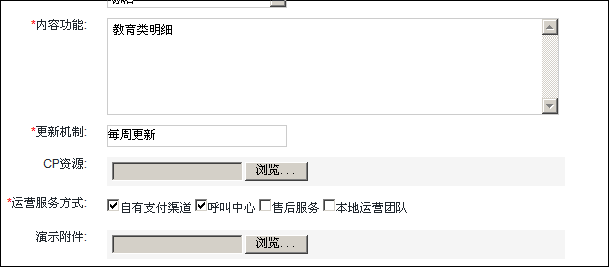 *内容功能: 教育类明细
*更新机制: 每周更新
CP资源: 浏览...
*运营服务方式: 自有支付渠道 呼叫中心 售后服务 本地运营团队
演示附件: 浏览...